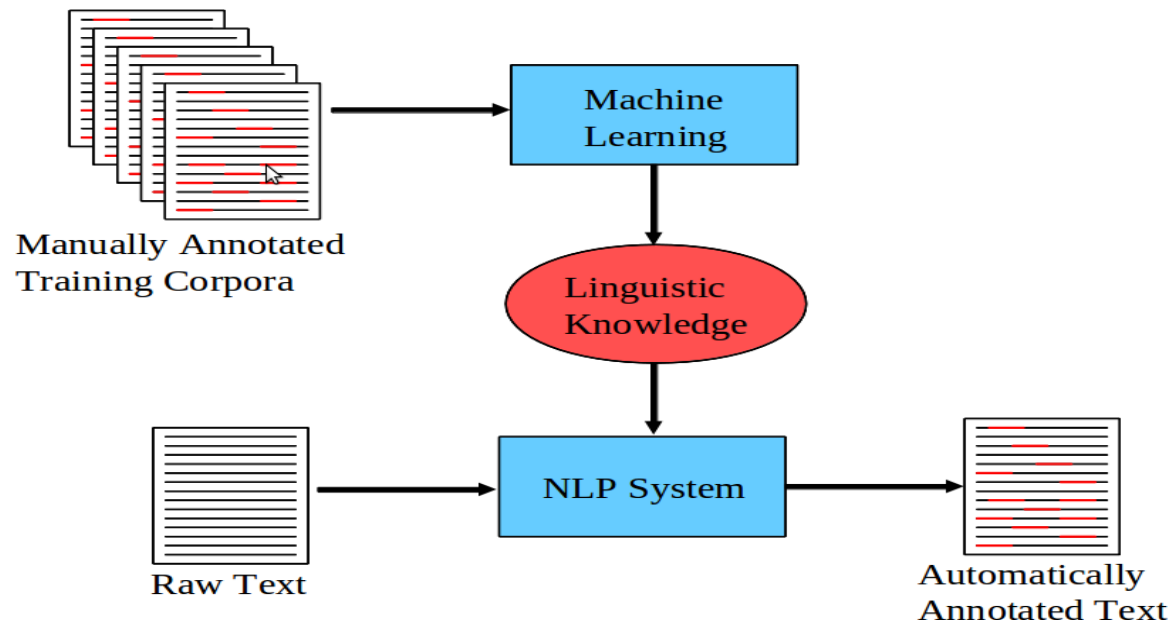 Machine
Learning
Manually Annotated
Training Corpora
Linguistic
Knowledge
NLP System
Raw Text
Automatically
Annotated Text